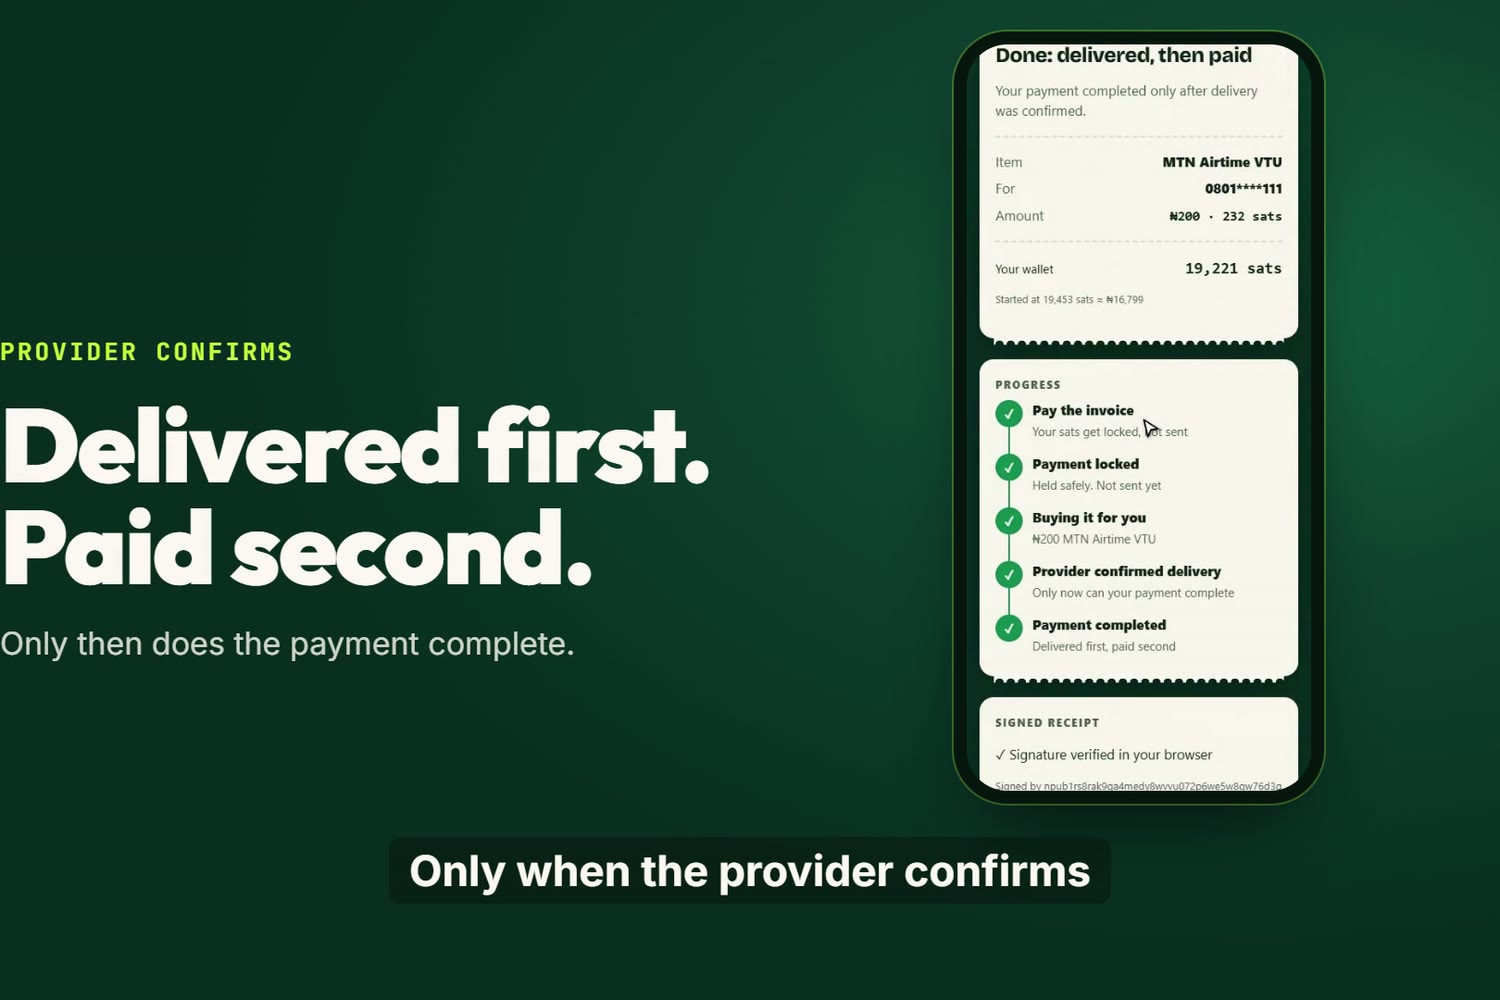 PROVIDER CONFIRMS
Delivered first.
Paid second.
Only then does the payment complete.
Done: delivered, then paid
Your payment completed only after delivery
was confirmed.
Item MTN Airtime VTU
For 0801****111
Amount ₦200 · 232 sats
Your wallet 19,221 sats
Started at 19,453 sats ≈ ₦16,799
PROGRESS
✓ Pay the invoice
Your sats get locked, not sent
✓ Payment locked
Held safely. Not sent yet
✓ Buying it for you
₦200 MTN Airtime VTU
✓ Provider confirmed delivery
Only now can your payment complete
✓ Payment completed
Delivered first, paid second
SIGNED RECEIPT
✓ Signature verified in your browser
Signed by npub1rs8rak9qa4medy8wvvu072p6we5w8qw76d3q
Only when the provider confirms